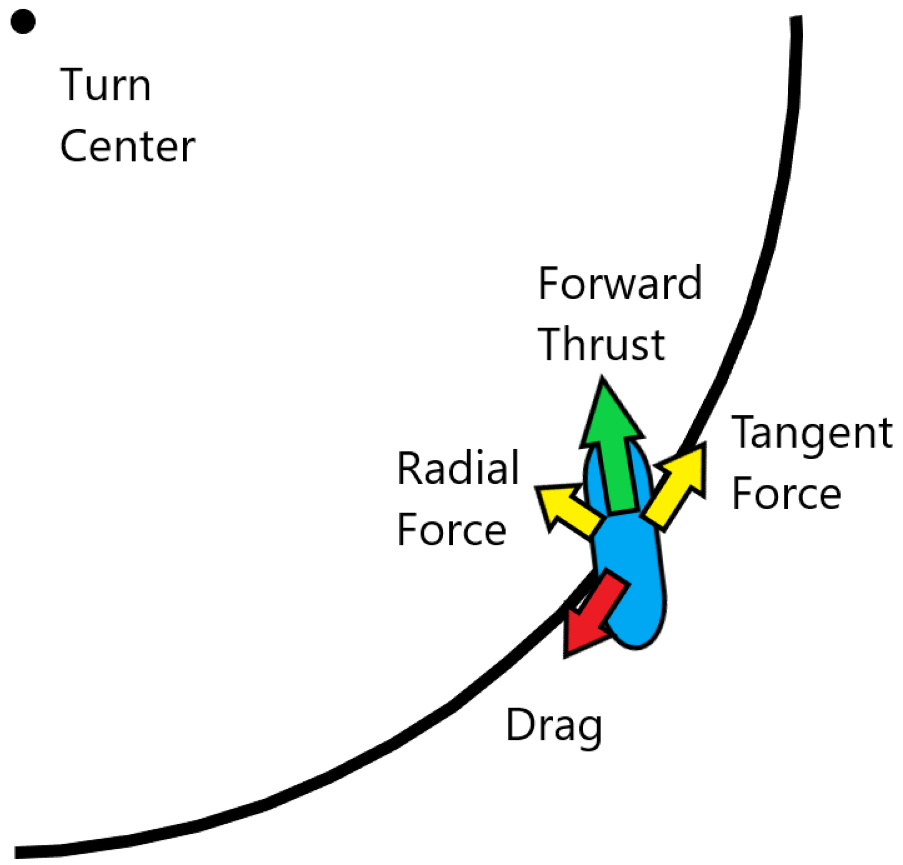 Turn
Center
Forward
Thrust
Radial
Force
Tangent
Force
Drag